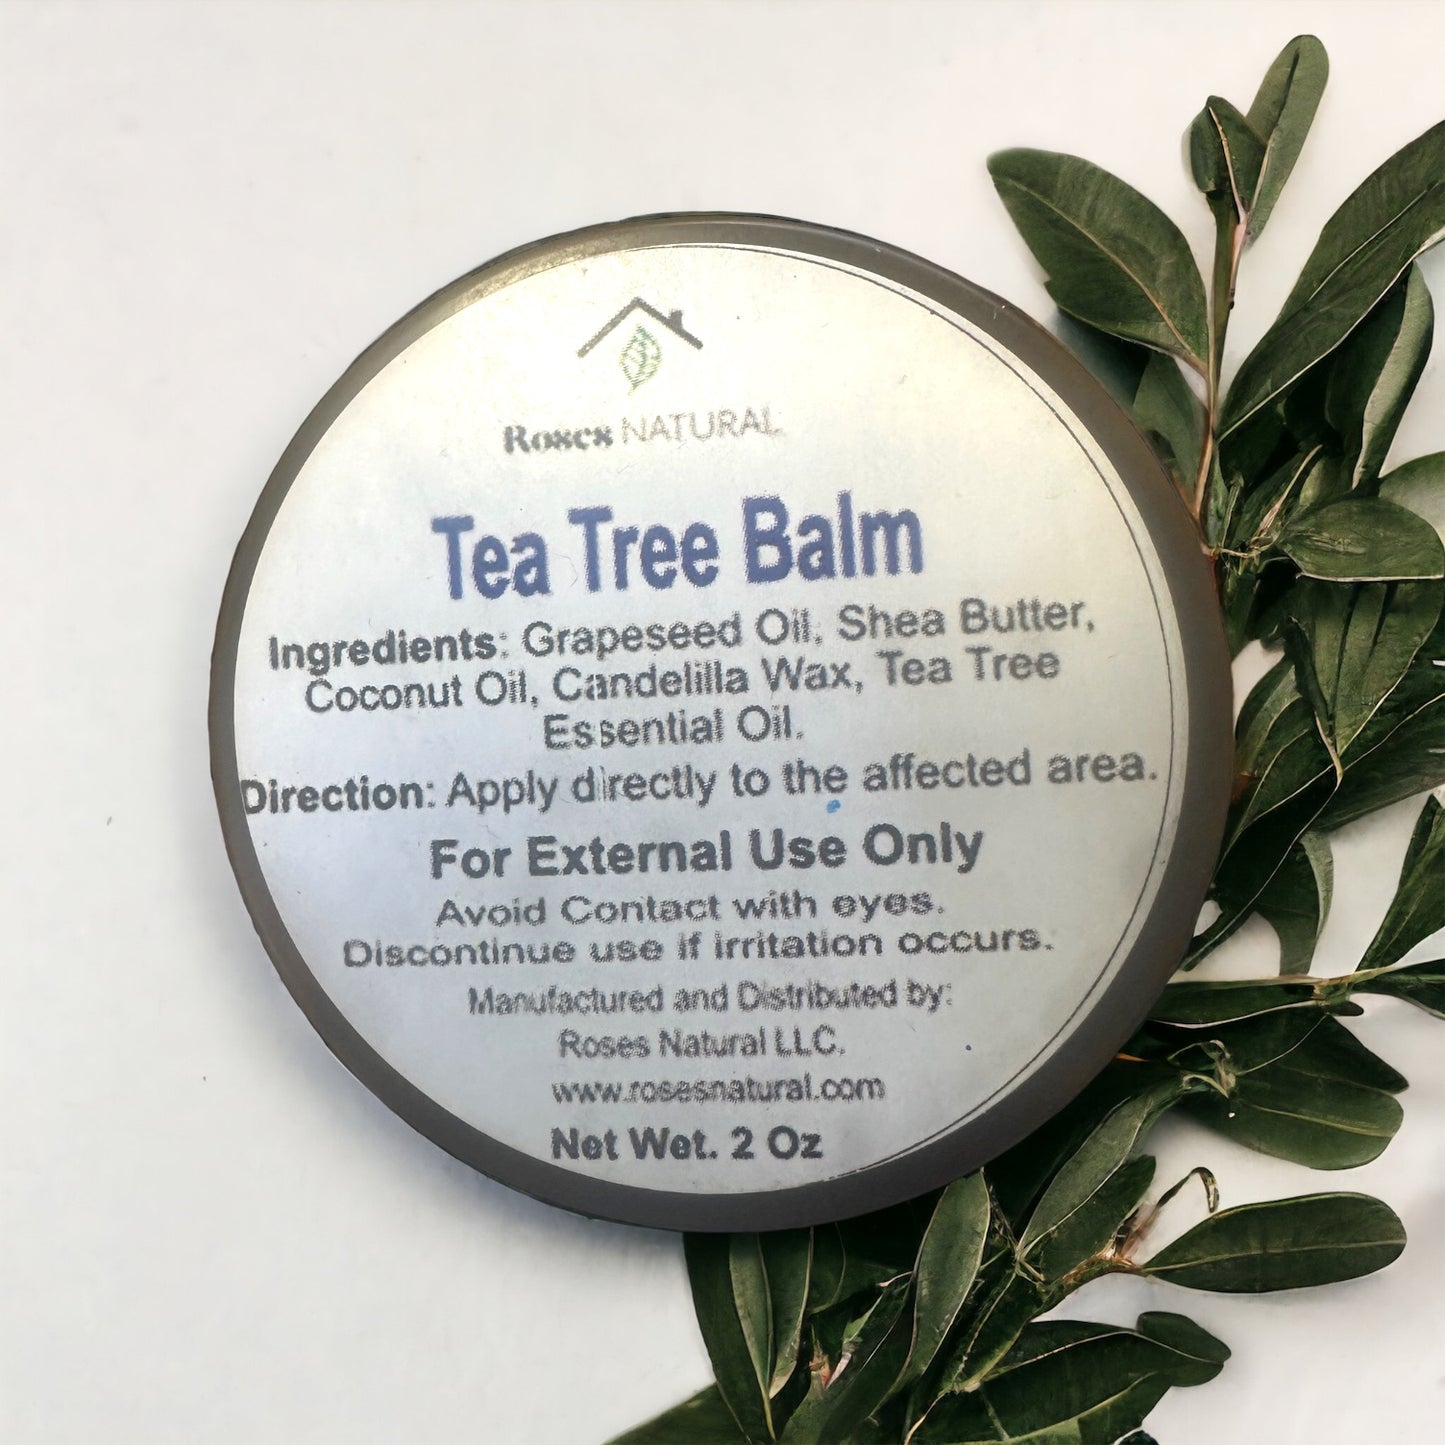 Roses NATURAL
Tea Tree Balm
Ingredients: Grapeseed Oil, Shea Butter,
Coconut Oil, Candelilla Wax, Tea Tree
Essential Oil.
Direction: Apply directly to the affected area.
For External Use Only
Avoid Contact with eyes.
Discontinue use if irritation occurs.
Manufactured and Distributed by:
Roses Natural LLC.
www.rosesnatural.com
Net Wet. 2 Oz